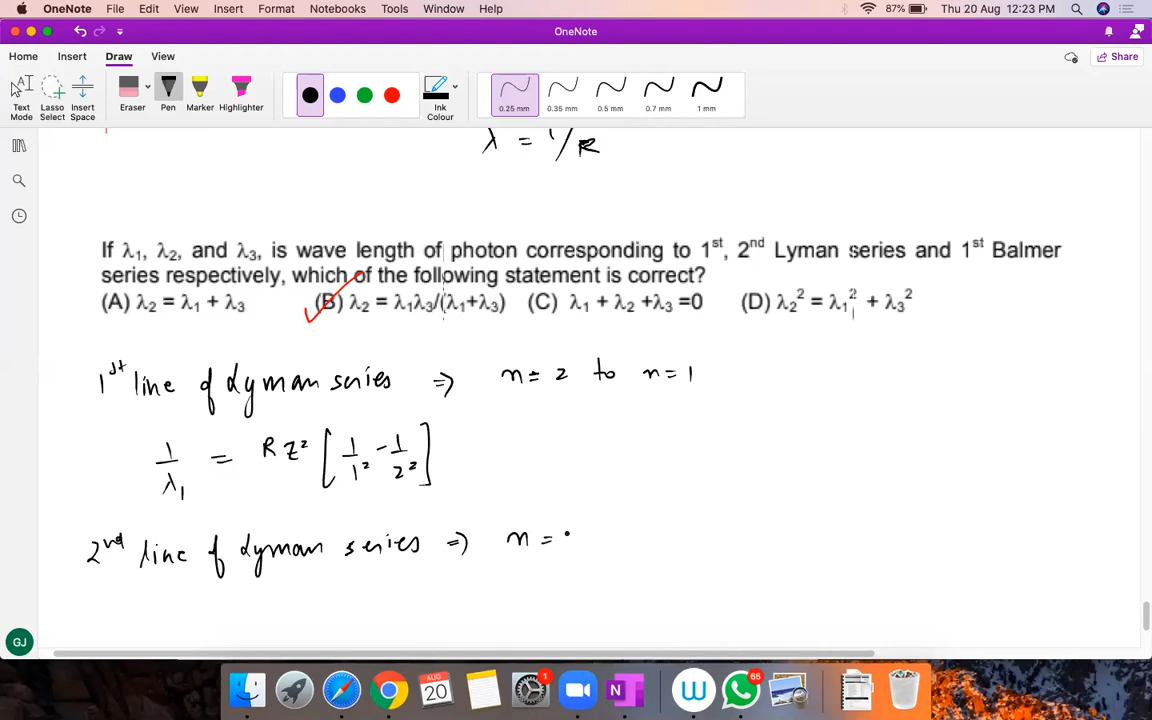 OneNote File Edit View Insert Format Notebooks Tools Window Help 87% Thu 20 Aug 12:23 PM
OneNote
Home Insert Draw View Share
Text Mode Lasso Select Insert Space Eraser Pen Marker Highlighter Ink Colour 0.25 mm 0.35 mm 0.5 mm 0.7 mm 1 mm
λ = 1/R
If λ₁, λ₂, and λ₃, is wave length of photon corresponding to 1ˢᵗ, 2ⁿᵈ Lyman series and 1ˢᵗ Balmer
series respectively, which of the following statement is correct?
(A) λ₂ = λ₁ + λ₃ (B) λ₂ = λ₁λ₃/(λ₁+λ₃) (C) λ₁ + λ₂ +λ₃ =0 (D) λ₂² = λ₁² + λ₃²
1ˢᵗ line of Lyman series ⇒ n = 2 to n = 1
1/λ₁ = RZ² [1/1² - 1/2²]
2ⁿᵈ line of Lyman series ⇒ n =
GJ
AUG 20 1 65